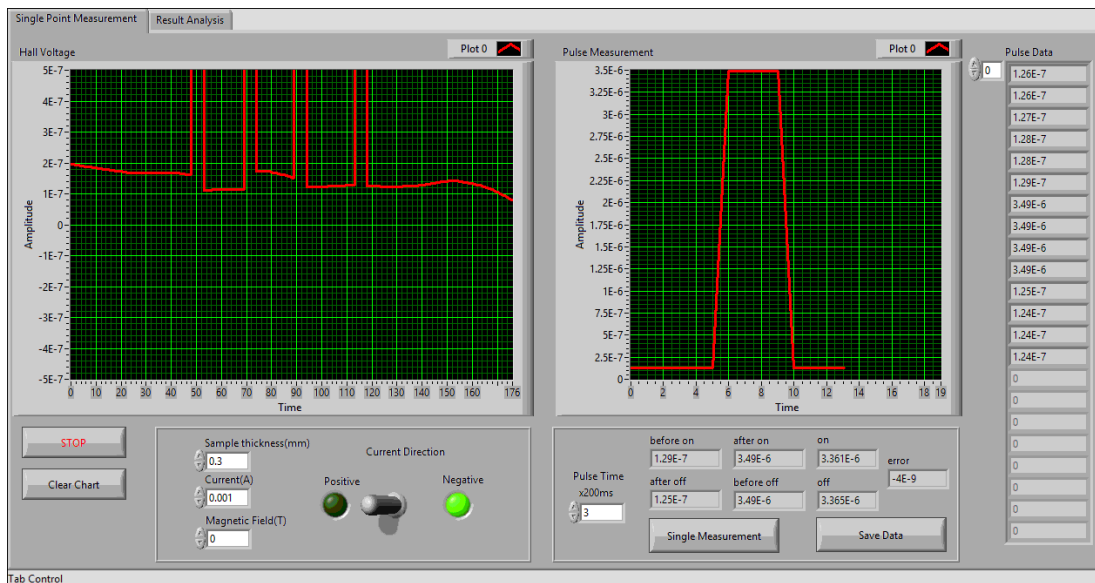 Single Point Measurement
Result Analysis
Hall Voltage
Plot 0
Amplitude
5E-7
4E-7
3E-7
2E-7
1E-7
0
-1E-7
-2E-7
-3E-7
-4E-7
-5E-7
0 10 20 30 40 50 60 70 80 90 100 110 120 130 140 150 160 176
Time
Pulse Measurement
Plot 0
Amplitude
3.5E-6
3.25E-6
3E-6
2.75E-6
2.5E-6
2.25E-6
2E-6
1.75E-6
1.5E-6
1.25E-6
1E-6
7.5E-7
5E-7
2.5E-7
0
0 2 4 6 8 10 12 14 16 18 19
Time
Pulse Data
0
1.26E-7
1.26E-7
1.27E-7
1.28E-7
1.28E-7
1.29E-7
3.49E-6
3.49E-6
3.49E-6
3.49E-6
1.25E-7
1.24E-7
1.24E-7
1.24E-7
0
0
0
0
0
0
0
0
STOP
Clear Chart
Sample thickness(mm)
0.3
Current(A)
0.001
Magnetic Field(T)
0
Current Direction
Positive
Negative
Pulse Time
x200ms
3
before on
1.29E-7
after on
3.49E-6
on
3.361E-6
error
-4E-9
after off
1.25E-7
before off
3.49E-6
off
3.365E-6
Single Measurement
Save Data
Tab Control